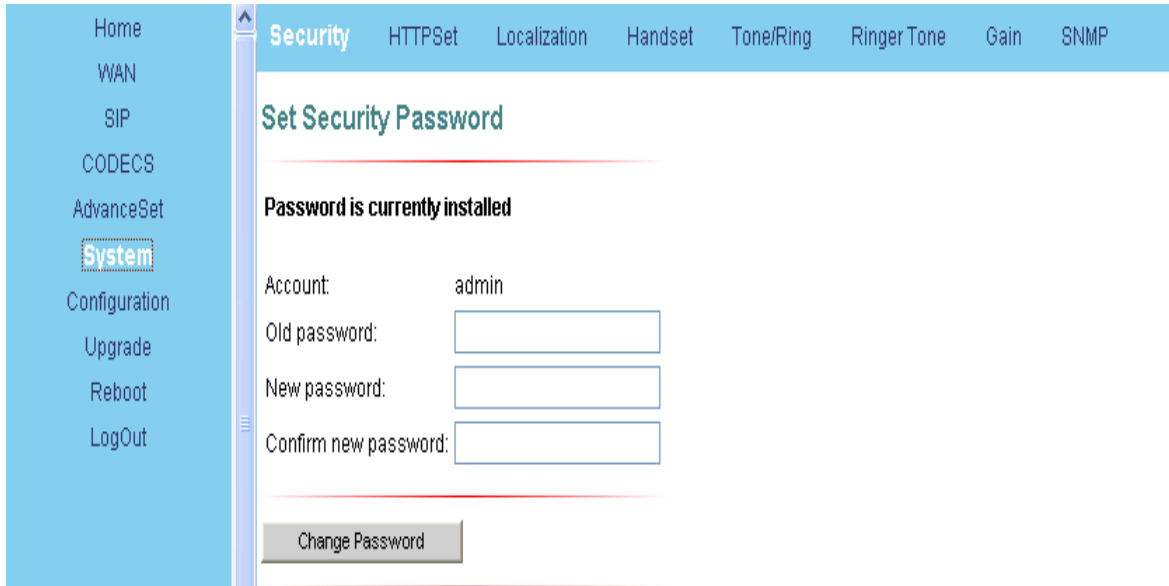 Home
WAN
SIP
CODECS
AdvanceSet
System
Configuration
Upgrade
Reboot
LogOut
Security HTTPSet Localization Handset Tone/Ring Ringer Tone Gain SNMP
Set Security Password
Password is currently installed
Account: admin
Old password:
New password:
Confirm new password:
Change Password